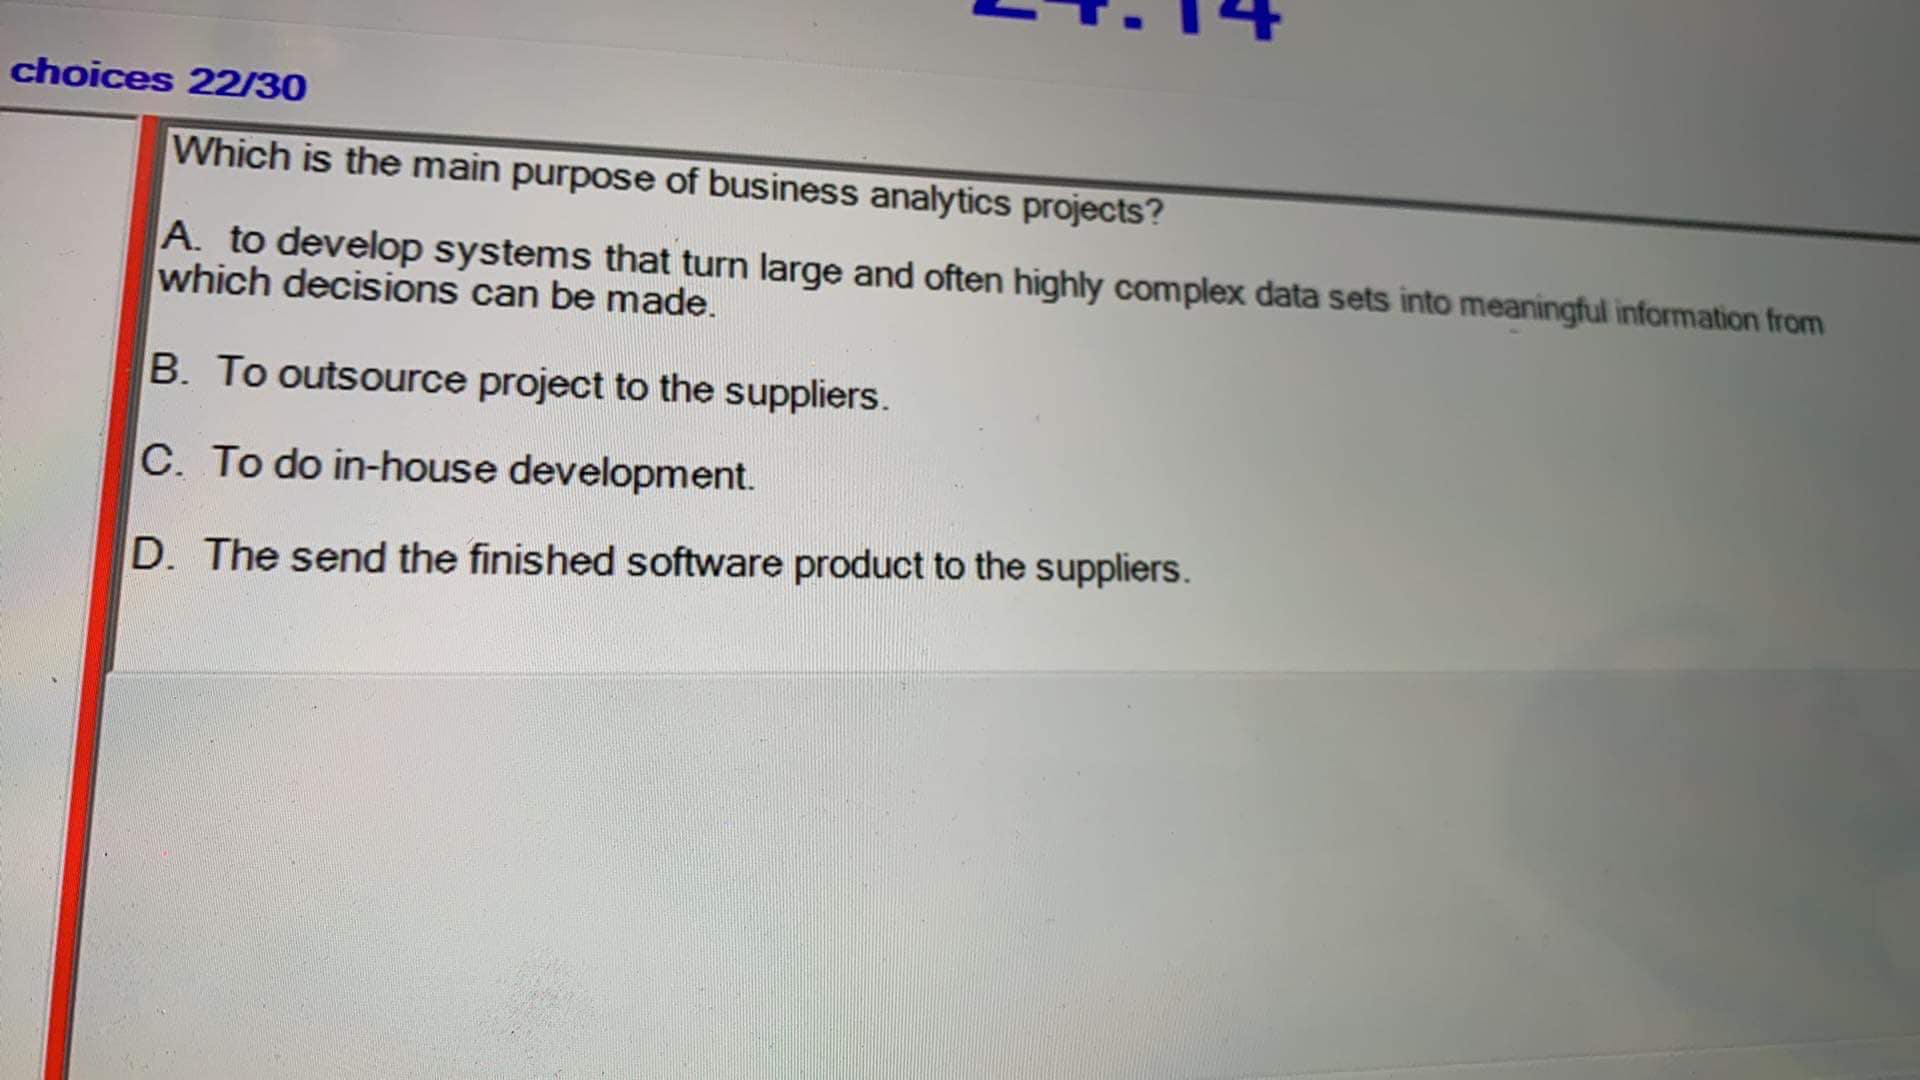 choices 22/30
Which is the main purpose of business analytics projects?
A. to develop systems that turn large and often highly complex data sets into meaningful information from
which decisions can be made.
B. To outsource project to the suppliers.
C. To do in-house development.
D. The send the finished software product to the suppliers.